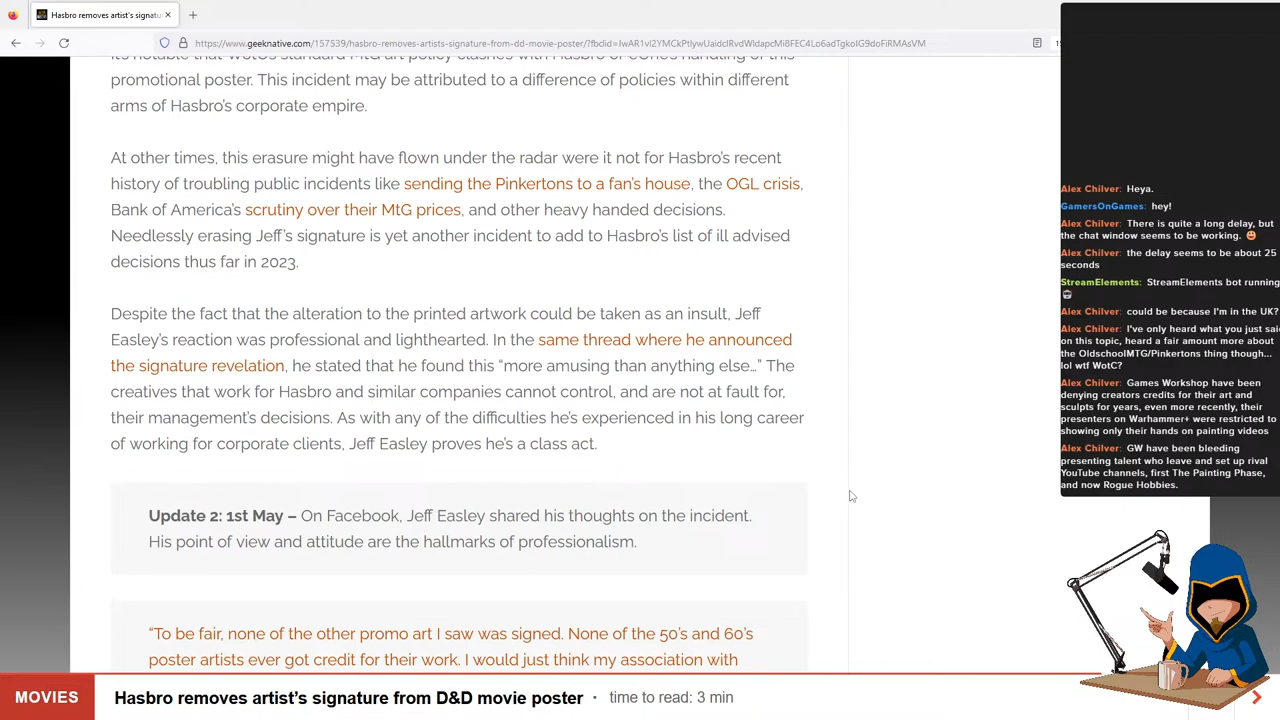 Hasbro removes artist's signatu
https://www.geeknative.com/157539/hasbro-removes-artists-signature-from-dd-movie-poster/?fbclid=IwAR1vl2YMCkPtIywUaidcIRvdWldapcMi8FEC4Lo6adTgkoIG9doFiRMAsVM
promotional poster. This incident may be attributed to a difference of policies within different
arms of Hasbro's corporate empire.
At other times, this erasure might have flown under the radar were it not for Hasbro's recent
history of troubling public incidents like sending the Pinkertons to a fan's house, the OGL crisis,
Bank of America's scrutiny over their MtG prices, and other heavy handed decisions.
Needlessly erasing Jeff's signature is yet another incident to add to Hasbro's list of ill advised
decisions thus far in 2023.
Despite the fact that the alteration to the printed artwork could be taken as an insult, Jeff
Easley's reaction was professional and lighthearted. In the same thread where he announced
the signature revelation, he stated that he found this “more amusing than anything else…” The
creatives that work for Hasbro and similar companies cannot control, and are not at fault for,
their management's decisions. As with any of the difficulties he's experienced in his long career
of working for corporate clients, Jeff Easley proves he's a class act.
Update 2: 1st May – On Facebook, Jeff Easley shared his thoughts on the incident.
His point of view and attitude are the hallmarks of professionalism.
“To be fair, none of the other promo art I saw was signed. None of the 50's and 60's
poster artists ever got credit for their work. I would just think my association with
MOVIES Hasbro removes artist's signature from D&D movie poster • time to read: 3 min
Alex Chilver: Heya.
GamersOnGames: hey!
Alex Chilver: There is quite a long delay, but
the chat window seems to be working.
Alex Chilver: the delay seems to be about 25
seconds
StreamElements: StreamElements bot running
Alex Chilver: could be because I'm in the UK?
Alex Chilver: I've only heard what you just said
on this topic, heard a fair amount more about
the OldschoolMTG/Pinkertons thing though...
lol wtf WotC?
Alex Chilver: Games Workshop have been
denying creators credits for their art and
sculpts for years, even more recently, their
presenters on Warhammer+ were restricted to
showing only their hands on painting videos
Alex Chilver: GW have been bleeding
presenting talent who leave and set up rival
YouTube channels, first The Painting Phase,
and now Rogue Hobbies.